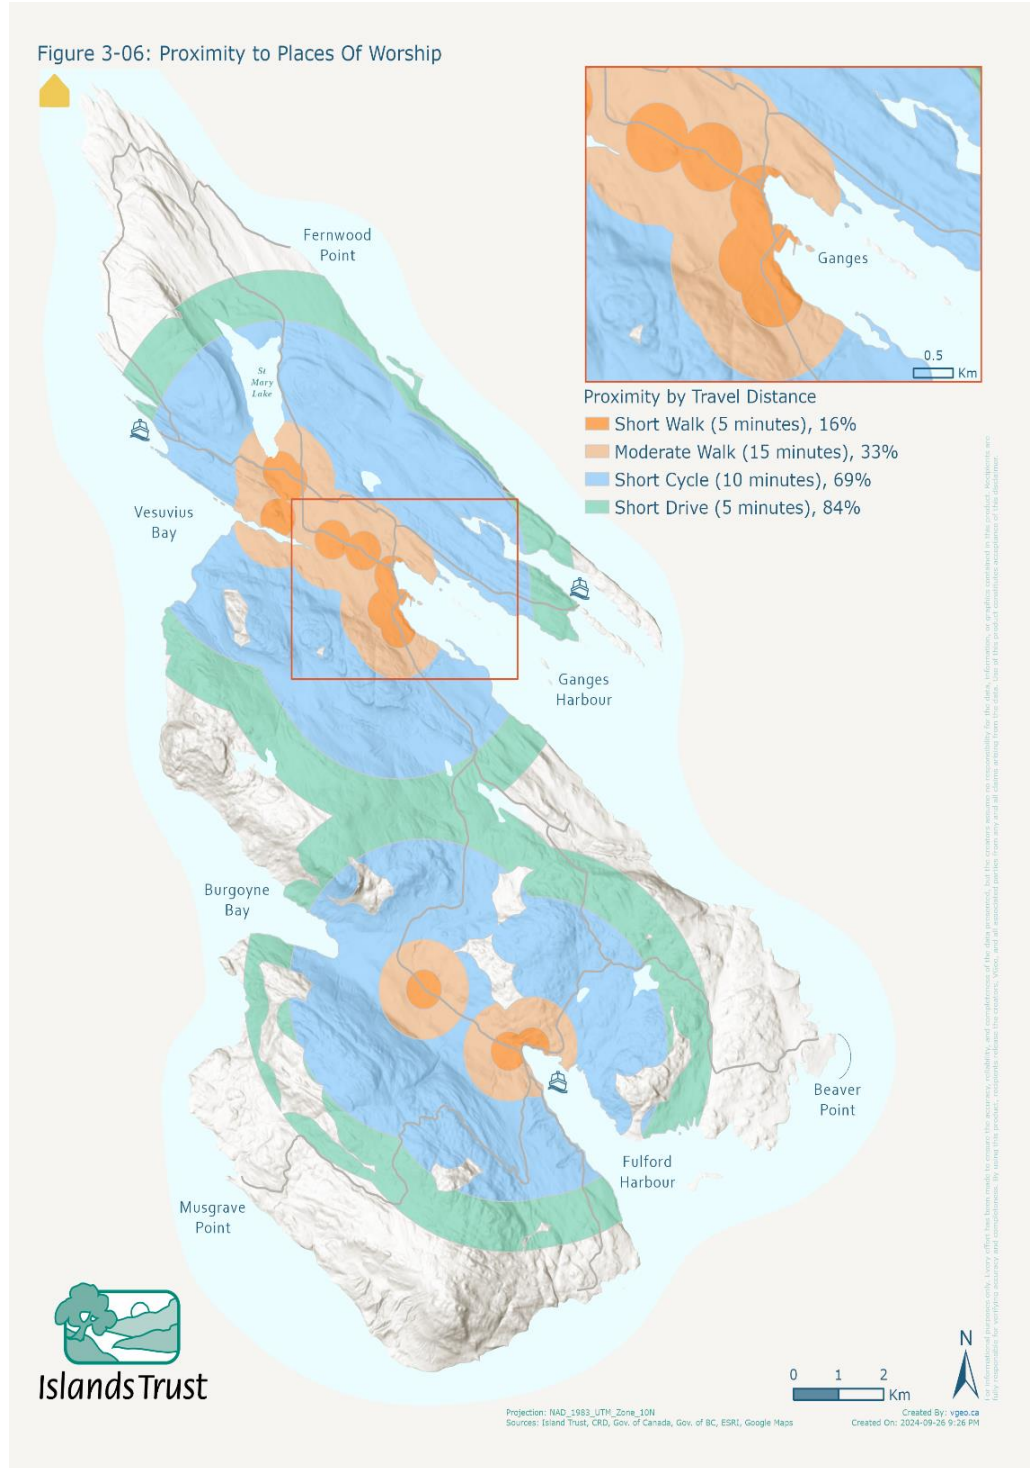 Figure 3-06: Proximity to Places Of Worship
Fernwood
Point
St
Mary
Lake
Vesuvius
Bay
Ganges
0.5
Km
Proximity by Travel Distance
Short Walk (5 minutes), 16%
Moderate Walk (15 minutes), 33%
Short Cycle (10 minutes), 69%
Short Drive (5 minutes), 84%
Ganges
Harbour
Burgoyne
Bay
Beaver
Point
Fulford
Harbour
Musgrave
Point
Islands Trust
N
0 1 2
Km
Projection: NAD_1983_UTM_Zone_10N
Sources: Island Trust, CRD, Gov. of Canada, Gov. of BC, ESRI, Google Maps
Created By: vgeo.ca
Created On: 2024-09-26 9:26 PM